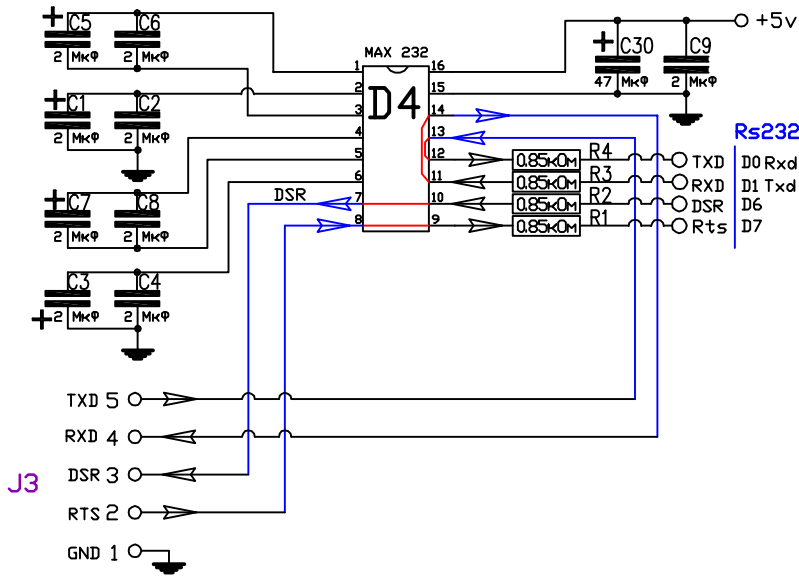 C5 C6
2 МкФ 2 МкФ
C1 C2
2 МкФ 2 МкФ
C7 C8
2 МкФ 2 МкФ
C3 C4
2 МкФ 2 МкФ
MAX 232
D4
1 16
2 15
3 14
4 13
5 12
6 11
7 10
8 9
DSR
+5v
C30 C9
47 МкФ 2 МкФ
Rs232
0.85кОм R4 TXD D0 Rxd
0.85кОм R3 RXD D1 Txd
0.85кОм R2 DSR D6
0.85кОм R1 Rts D7
J3
TXD 5
RXD 4
DSR 3
RTS 2
GND 1